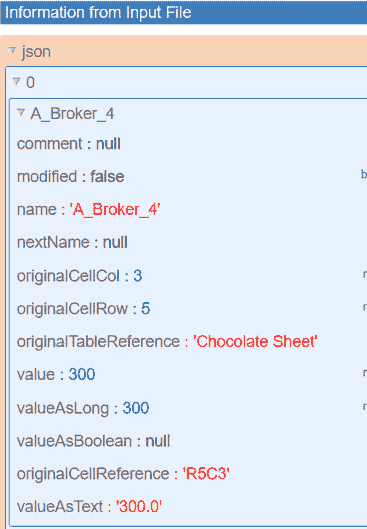 Information from Input File
json
0
A_Broker_4
comment : null
modified : false
name : 'A_Broker_4'
nextName : null
originalCellCol : 3
originalCellRow : 5
originalTableReference : 'Chocolate Sheet'
value : 300
valueAsLong : 300
valueAsBoolean : null
originalCellReference : 'R5C3'
valueAsText : '300.0'